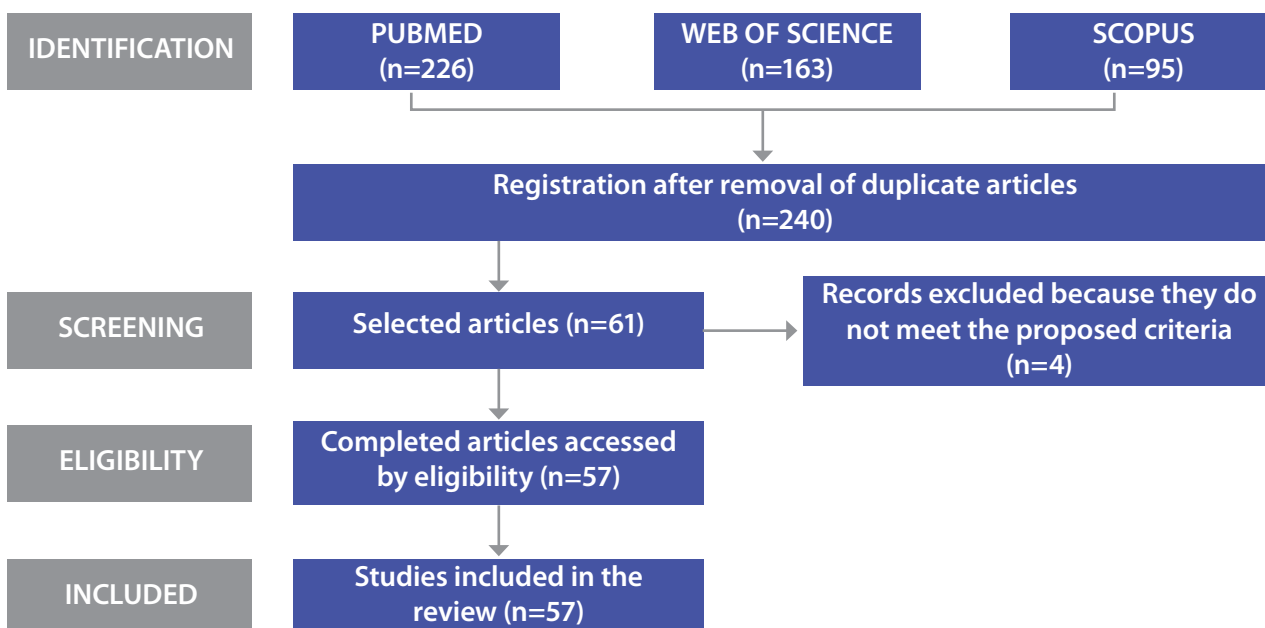 IDENTIFICATION
PUBMED
(n=226)
WEB OF SCIENCE
(n=163)
SCOPUS
(n=95)
Registration after removal of duplicate articles
(n=240)
SCREENING
Selected articles (n=61)
Records excluded because they do
not meet the proposed criteria
(n=4)
ELIGIBILITY
Completed articles accessed
by eligibility (n=57)
INCLUDED
Studies included in the
review (n=57)